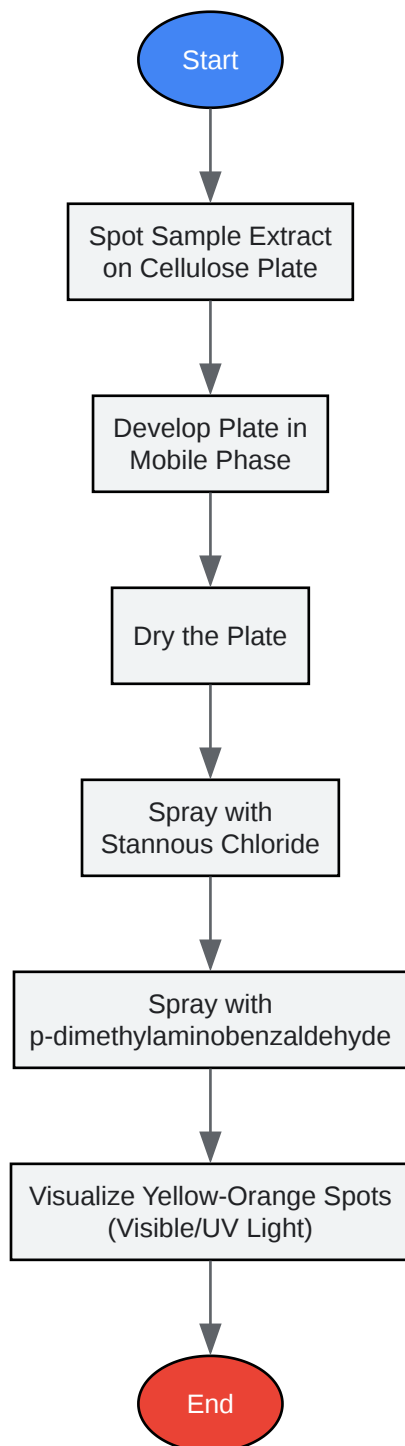 Start
Spot Sample Extract
on Cellulose Plate
Develop Plate in
Mobile Phase
Dry the Plate
Spray with
Stannous Chloride
Spray with
p-dimethylaminobenzaldehyde
Visualize Yellow-Orange Spots
(Visible/UV Light)
End